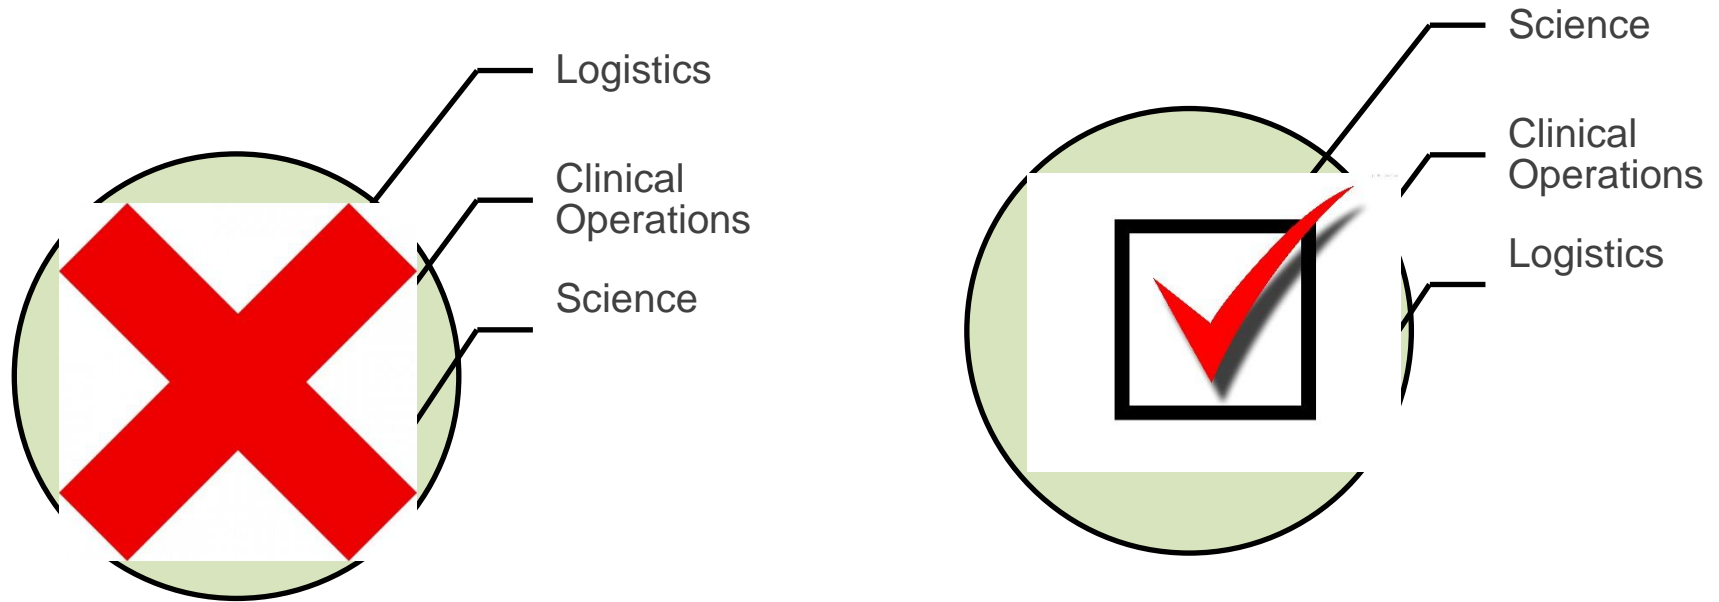 Logistics
Clinical
Operations
Science
Science
Clinical
Operations
Logistics